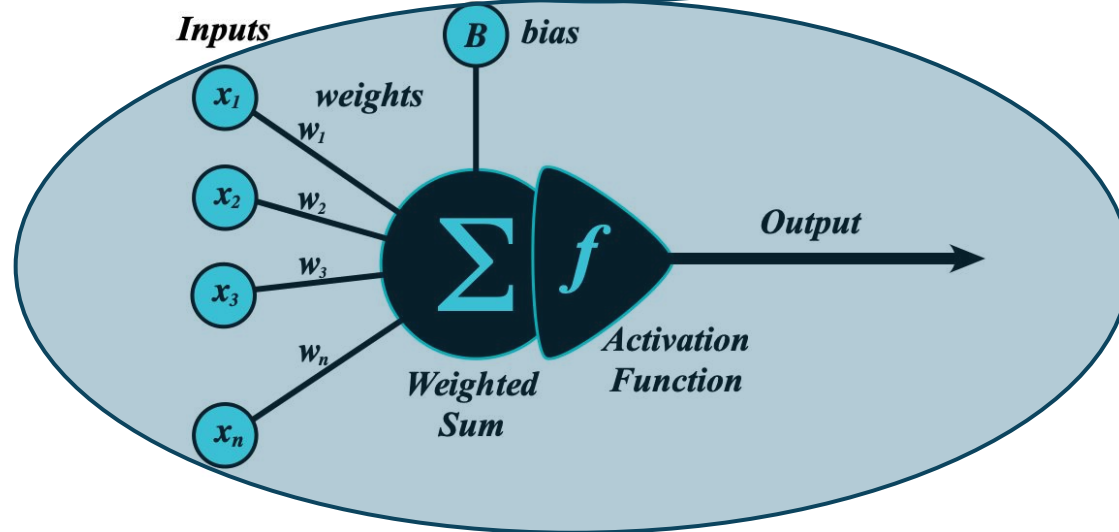 Inputs
B bias
x₁
weights
w₁
x₂
w₂
w₃
x₃
wₙ
xₙ
Σ
f
Output
Activation
Function
Weighted
Sum